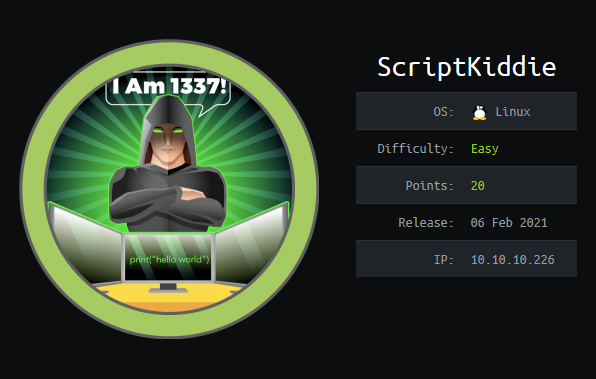 I Am 1337!
print("hello world")
ScriptKiddie
OS: Linux
Difficulty: Easy
Points: 20
Release: 06 Feb 2021
IP: 10.10.10.226